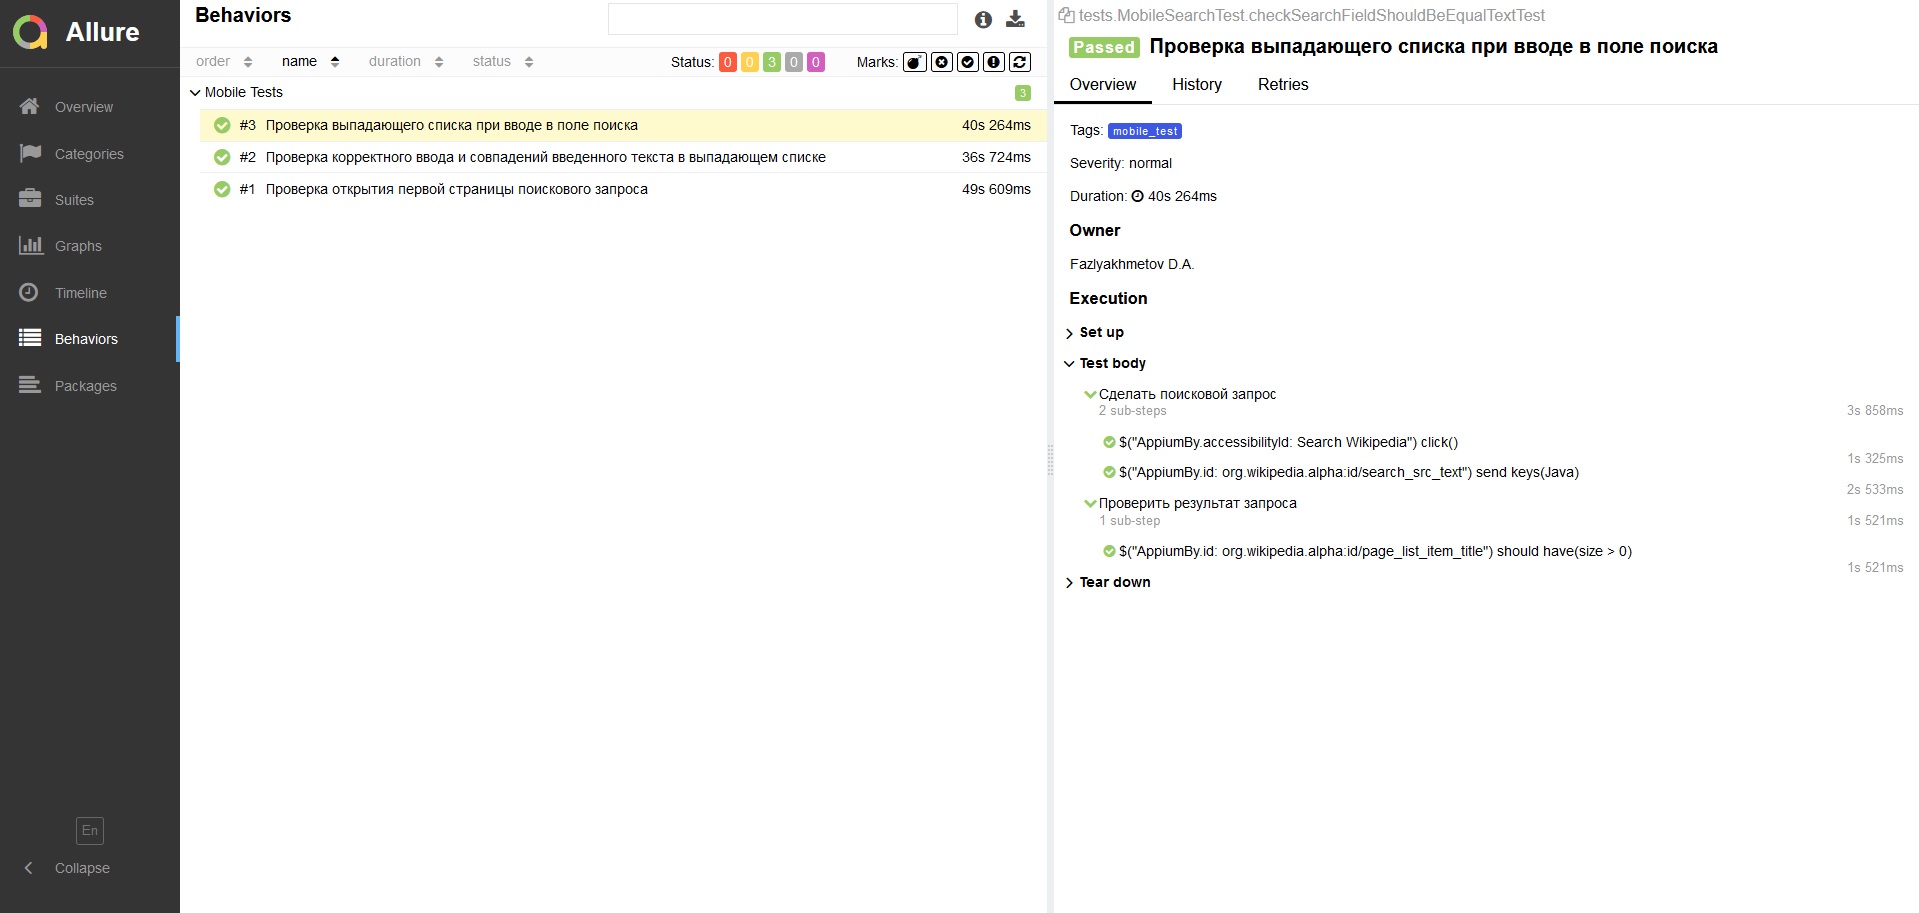 Allure
Overview
Categories
Suites
Graphs
Timeline
Behaviors
Packages
En
Collapse
Behaviors
order name duration status Status: 0 0 3 0 0 Marks:
Mobile Tests 3
#3 Проверка выпадающего списка при вводе в поле поиска 40s 264ms
#2 Проверка корректного ввода и совпадений введенного текста в выпадающем списке 36s 724ms
#1 Проверка открытия первой страницы поискового запроса 49s 609ms
tests.MobileSearchTest.checkSearchFieldShouldBeEqualTextTest
Passed Проверка выпадающего списка при вводе в поле поиска
Overview History Retries
Tags: mobile_test
Severity: normal
Duration: 40s 264ms
Owner
Fazlyakhmetov D.A.
Execution
Set up
Test body
Сделать поисковой запрос
2 sub-steps 3s 858ms
$("AppiumBy.accessibilityId: Search Wikipedia") click()
1s 325ms
$("AppiumBy.id: org.wikipedia.alpha:id/search_src_text") send keys(Java)
2s 533ms
Проверить результат запроса
1 sub-step 1s 521ms
$("AppiumBy.id: org.wikipedia.alpha:id/page_list_item_title") should have(size > 0)
1s 521ms
Tear down